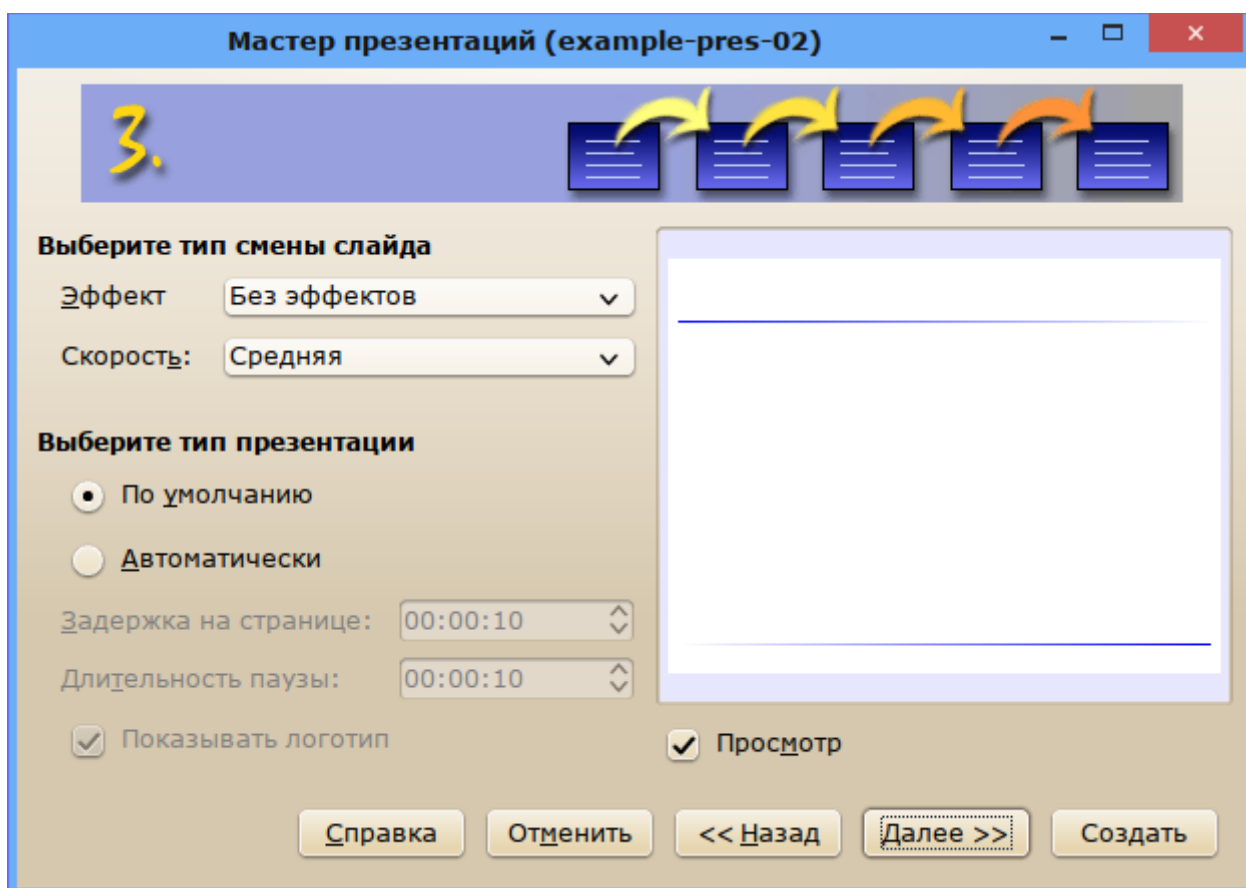 Мастер презентаций (example-pres-02)
3.
Выберите тип смены слайда
Эффект Без эффектов
Скорость: Средняя
Выберите тип презентации
По умолчанию
Автоматически
Задержка на странице: 00:00:10
Длительность паузы: 00:00:10
Показывать логотип
Просмотр
Справка Отменить << Назад Далее >> Создать